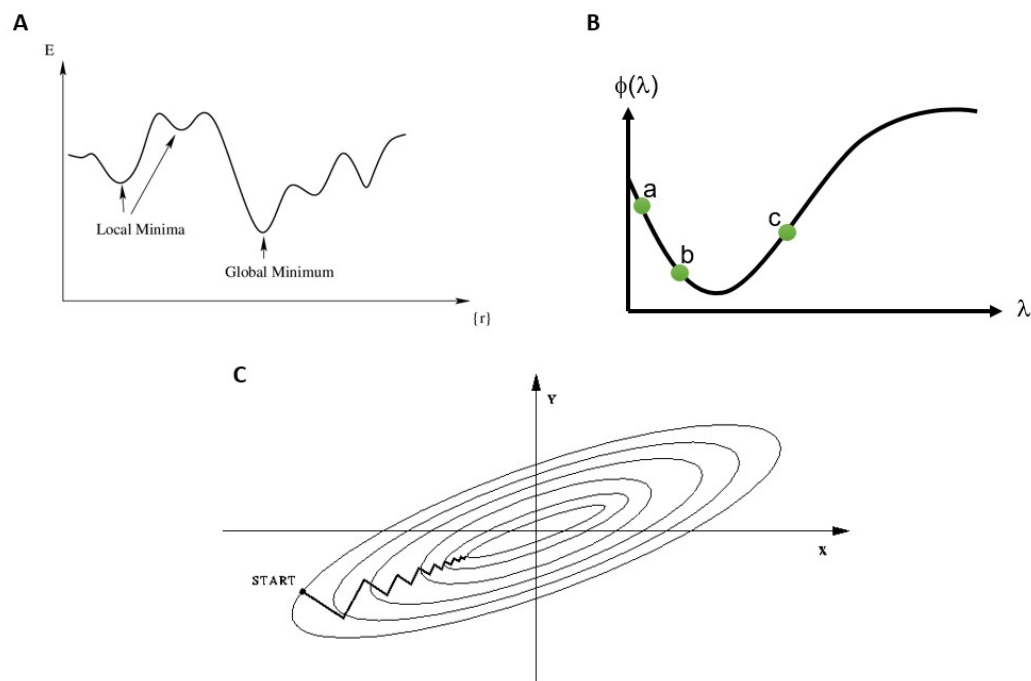 A
E
Local Minima
Global Minimum
{r}
B
ϕ(λ)
a
b
c
λ
C
Y
X
START